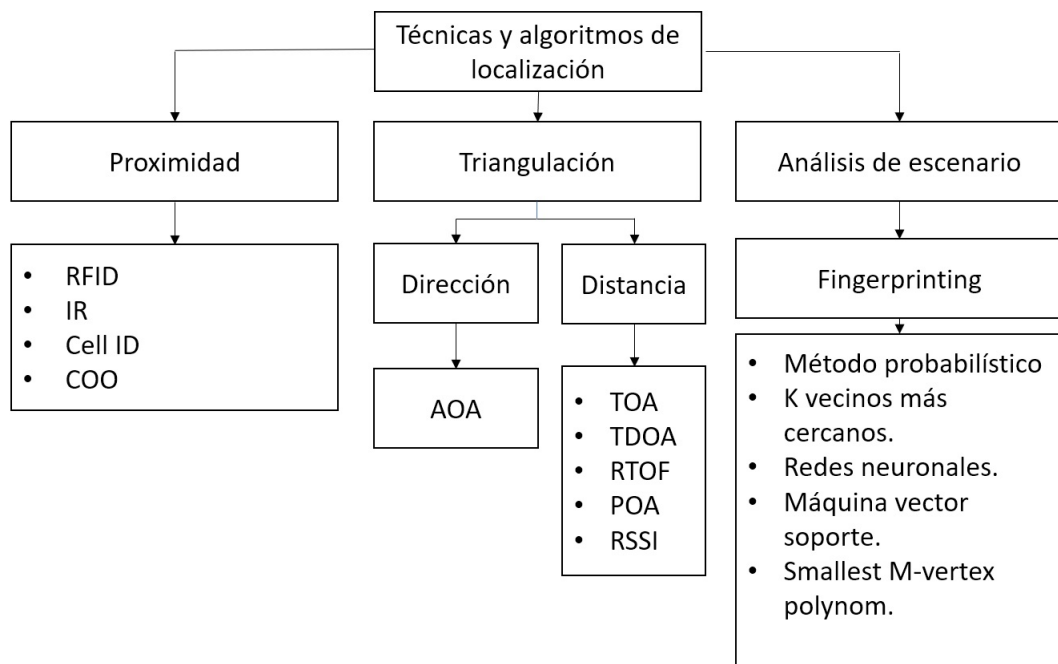 Técnicas y algoritmos de
localización
Proximidad
Triangulación
Análisis de escenario
• RFID
• IR
• Cell ID
• COO
Dirección
Distancia
Fingerprinting
AOA
• TOA
• TDOA
• RTOF
• POA
• RSSI
• Método probabilístico
• K vecinos más
cercanos.
• Redes neuronales.
• Máquina vector
soporte.
• Smallest M-vertex
polynom.